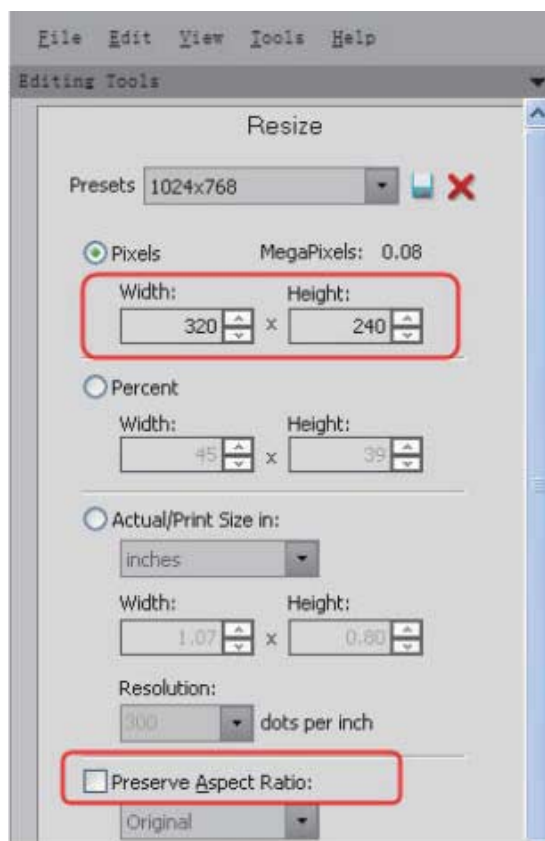 File Edit View Tools Help
Editing Tools
Resize
Presets 1024x768
Pixels MegaPixels: 0.08
Width: Height:
320 x 240
Percent
Width: Height:
45 x 39
Actual/Print Size in:
inches
Width: Height:
1.07 x 0.80
Resolution:
300 dots per inch
Preserve Aspect Ratio:
Original